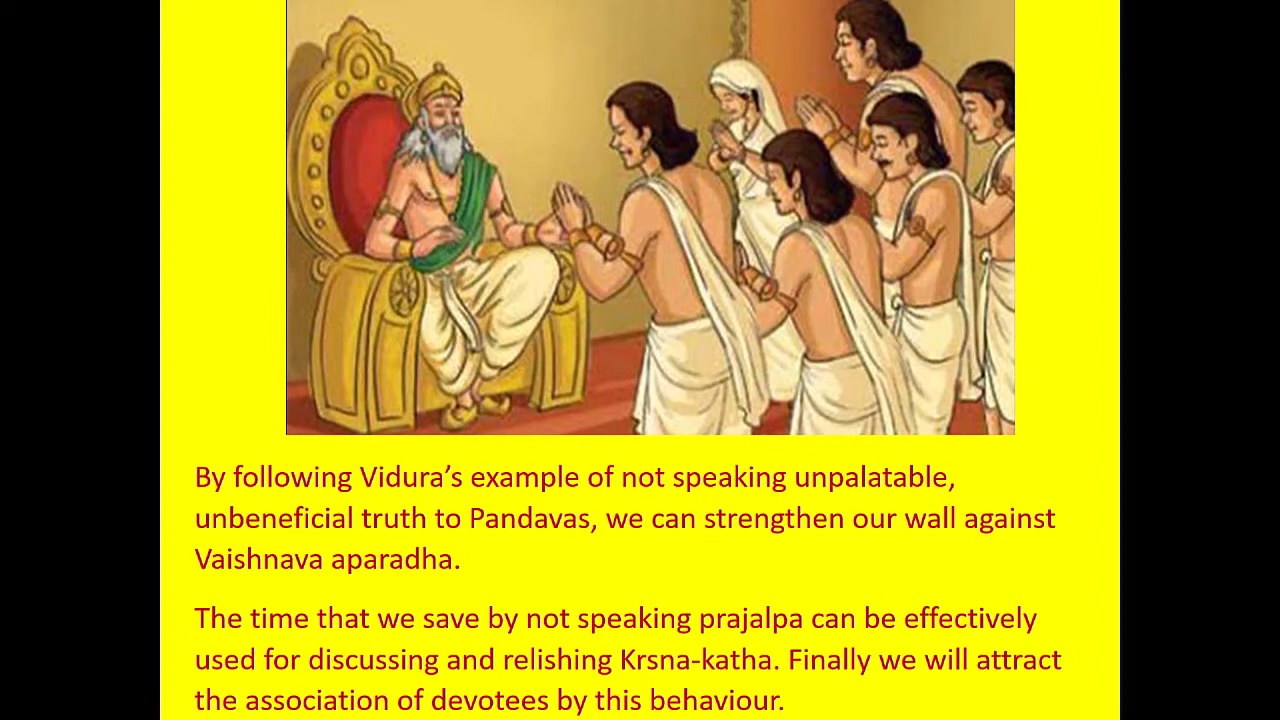 By following Vidura’s example of not speaking unpalatable,
unbeneficial truth to Pandavas, we can strengthen our wall against
Vaishnava aparadha.
The time that we save by not speaking prajalpa can be effectively
used for discussing and relishing Krsna-katha. Finally we will attract
the association of devotees by this behaviour.